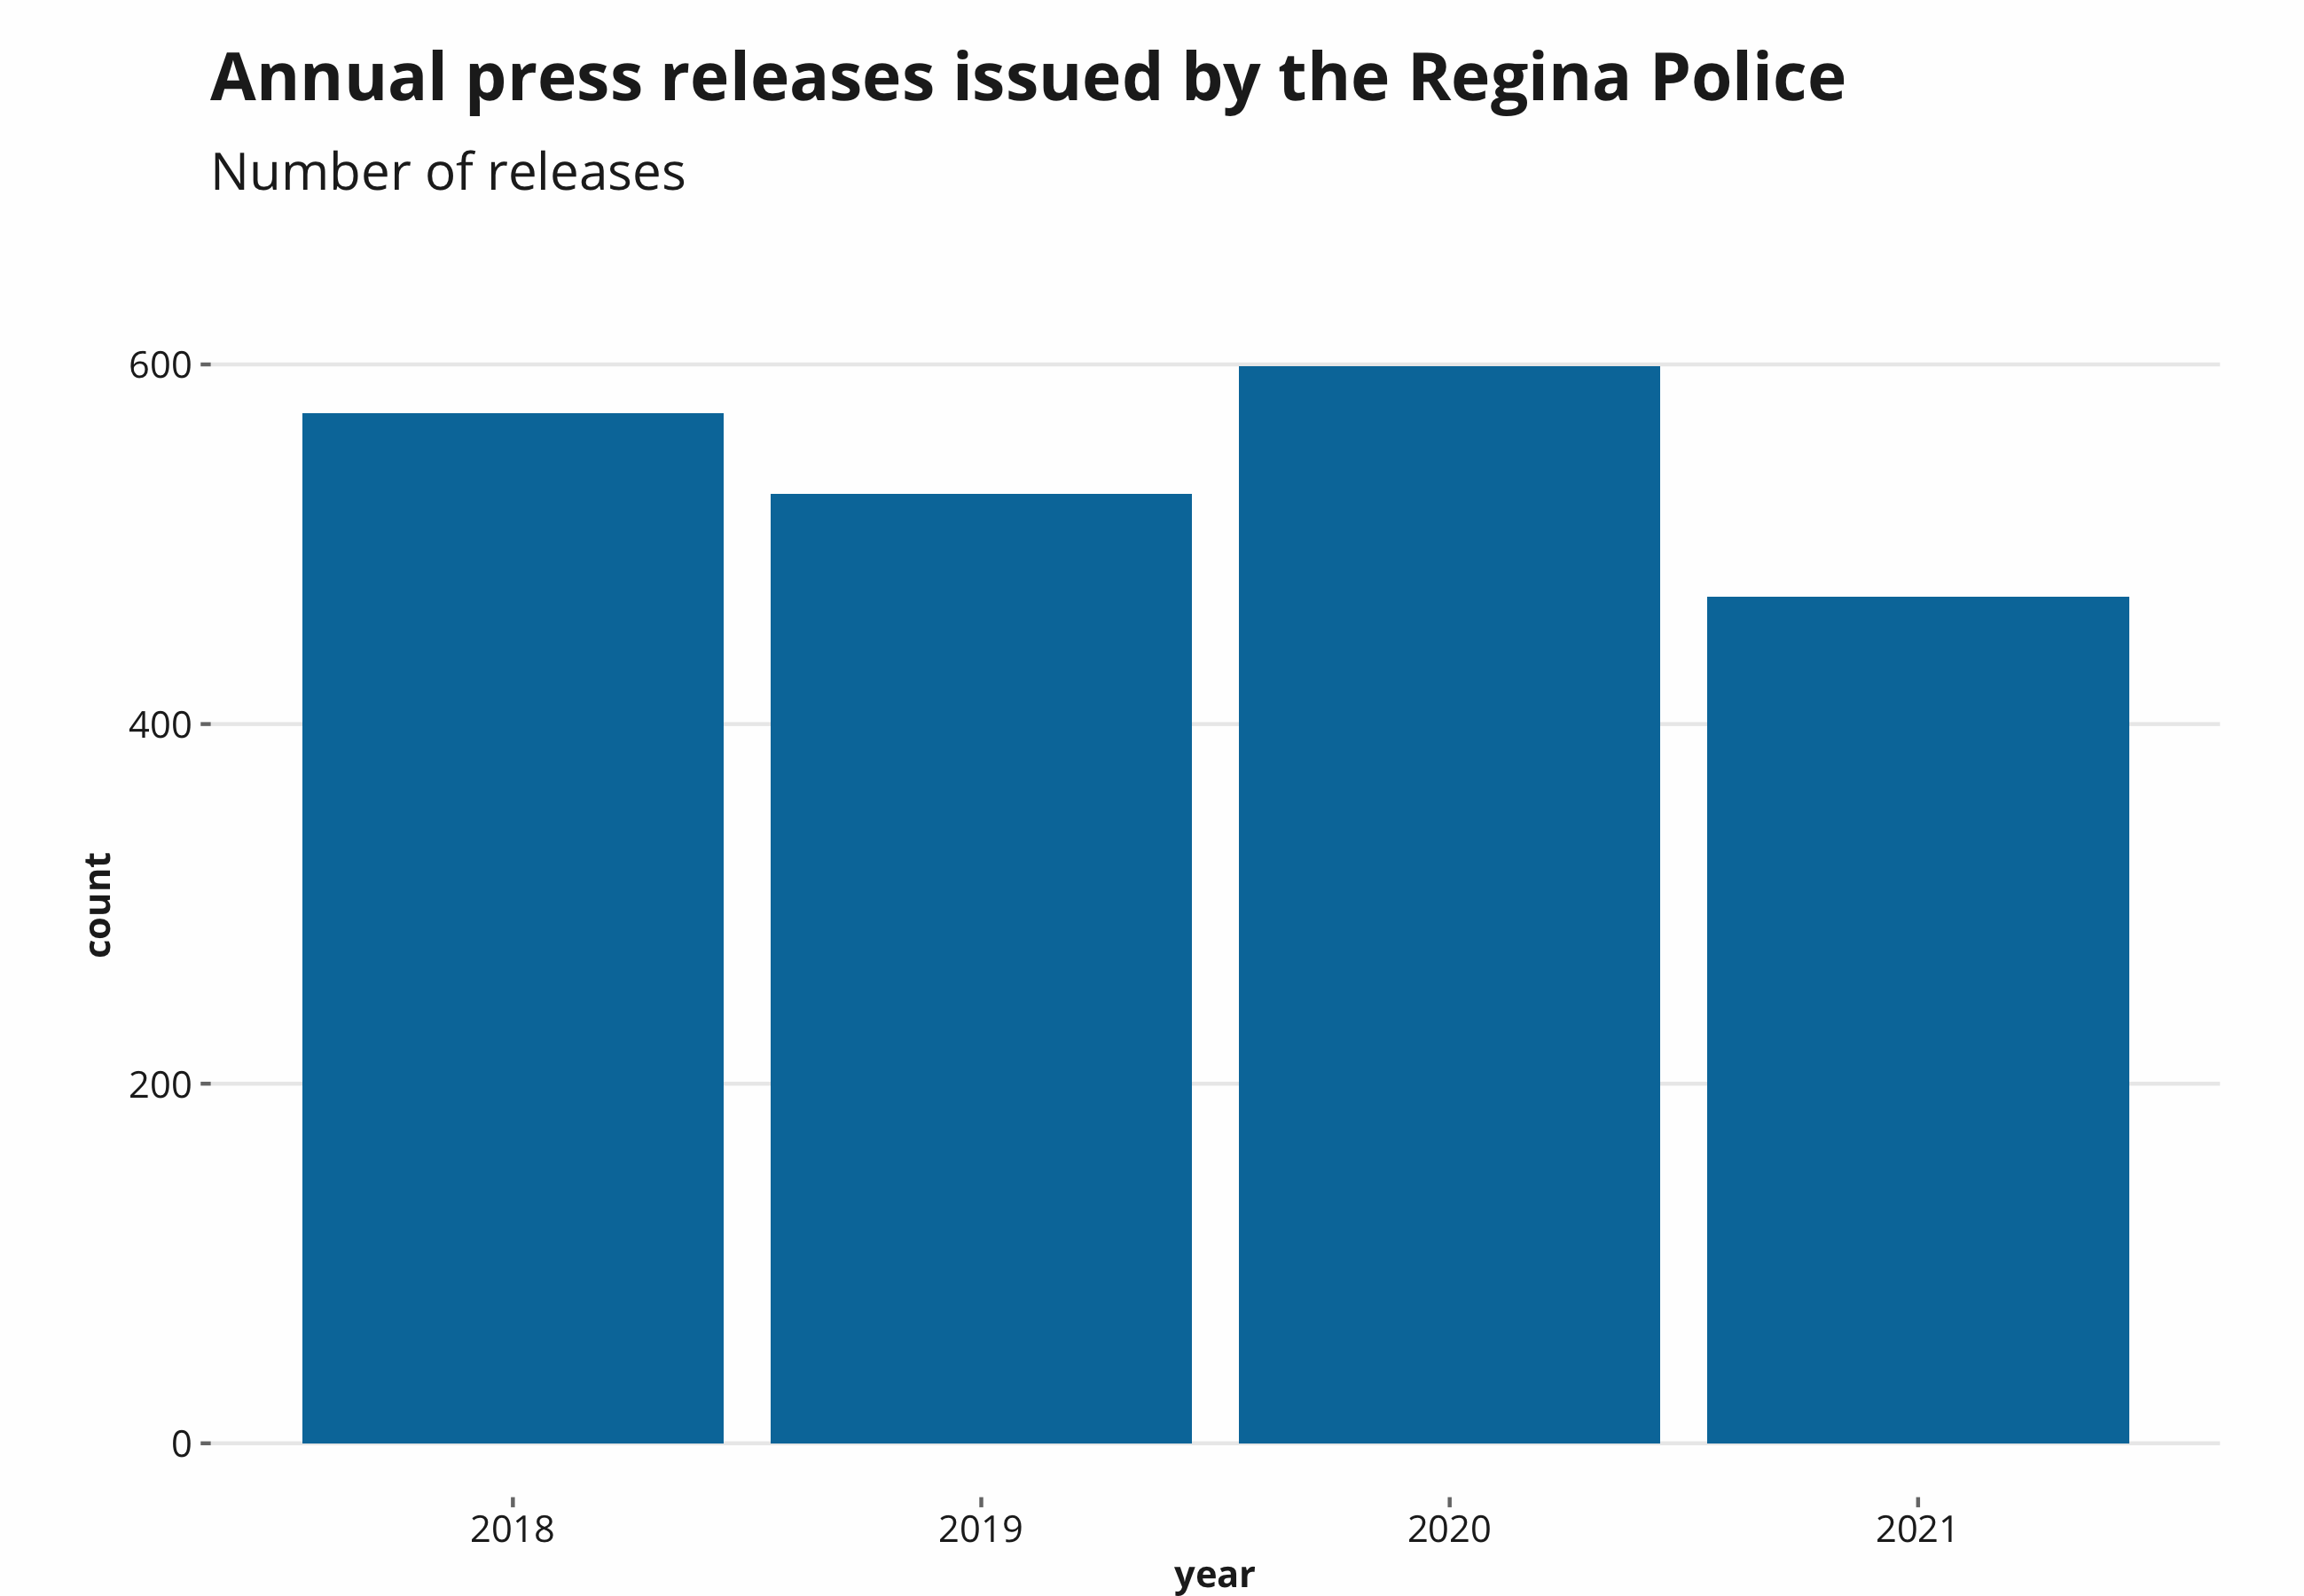 Annual press releases issued by the Regina Police
Number of releases
600
400
200
0
count
2018
2019
2020
2021
year